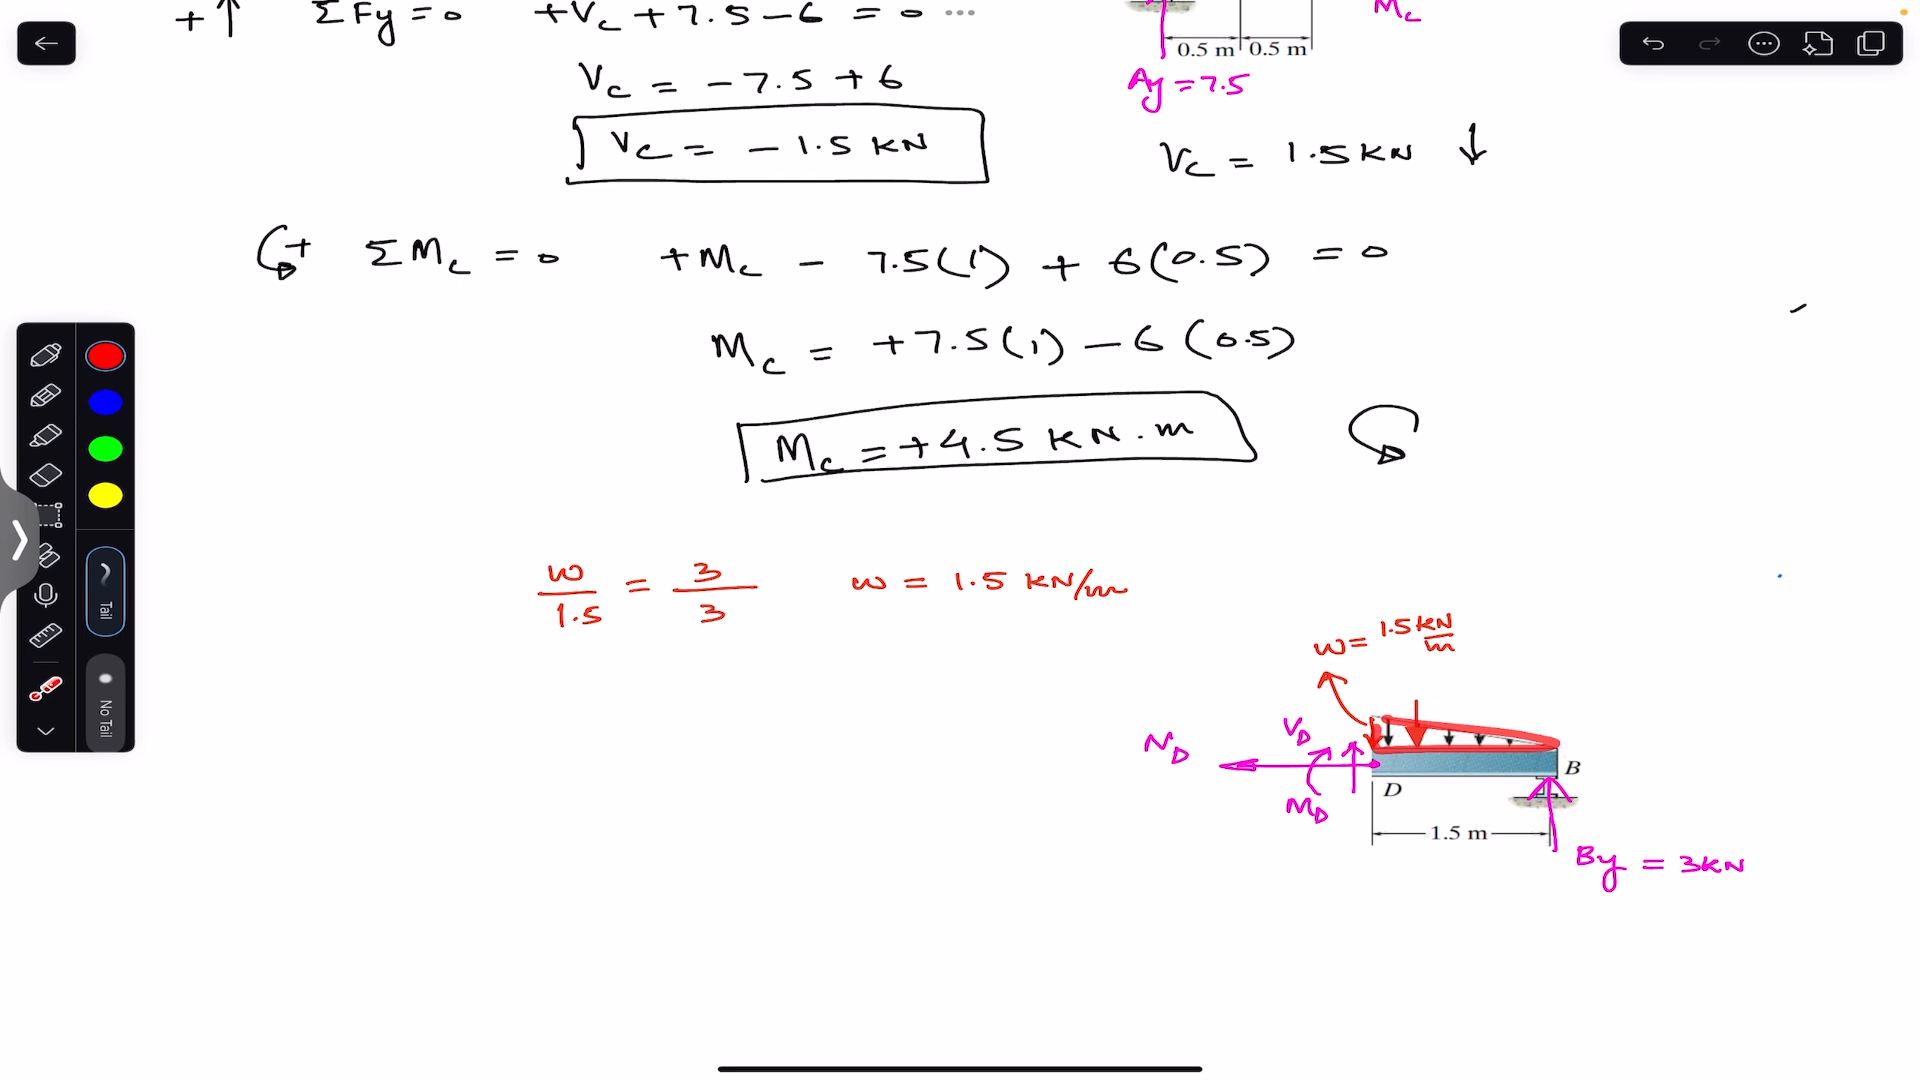 +↑ ΣFy = 0 +Vc + 7.5 - 6 = 0 ...
Mc
0.5 m 0.5 m
Vc = -7.5 + 6
Ay = 7.5
Vc = -1.5 KN
Vc = 1.5 KN ↓
+ ΣMc = 0 +Mc - 7.5(1) + 6(0.5) = 0
Mc = +7.5(1) - 6(0.5)
Mc = +4.5 KN.m
w/1.5 = 3/3 w = 1.5 KN/m
w = 1.5 KN/m
ND
VD
MD
D
B
1.5 m
By = 3KN
Tail
No Tail